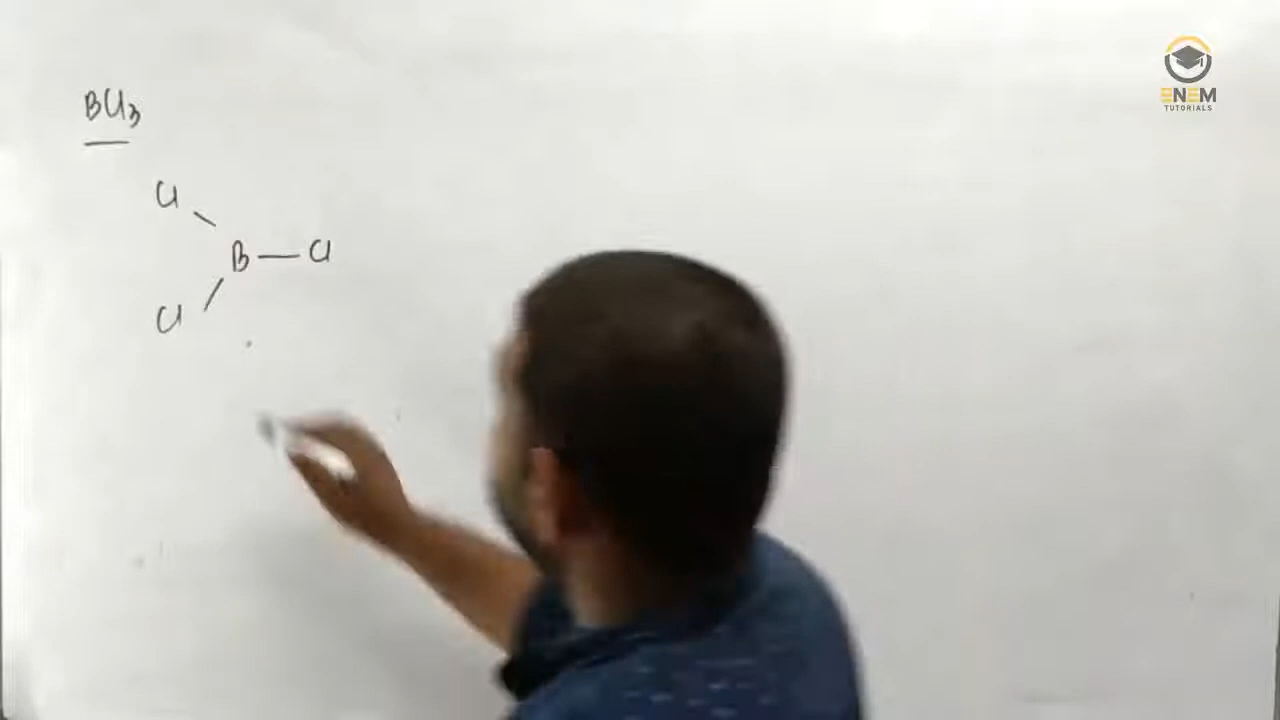 BCl3
Cl
B — Cl
Cl
ENEM
TUTORIALS